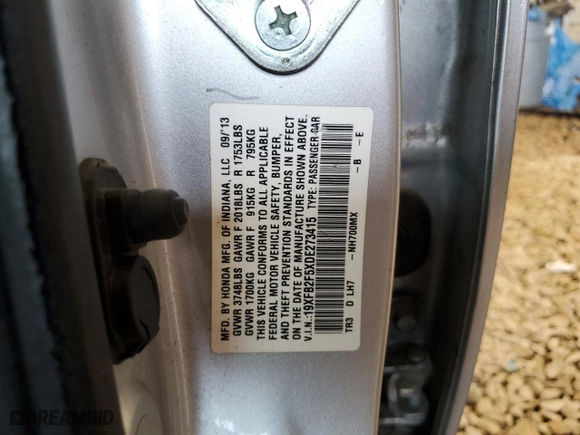 MFD. BY HONDA MFG. OF INDIANA, LLC 09/'13
GVWR 3748LBS GAWR F 2018LBS R 1753LBS
GVWR 1700KG GAWR F 915KG R 795KG
THIS VEHICLE CONFORMS TO ALL APPLICABLE
FEDERAL MOTOR VEHICLE SAFETY, BUMPER,
AND THEFT PREVENTION STANDARDS IN EFFECT
ON THE DATE OF MANUFACTURE SHOWN ABOVE.
V.I.N.:19XFB2F5XDE273415 TYPE: PASSENGER CAR
TR3 D LH7 -NH700MX -B -E
DREAMBID